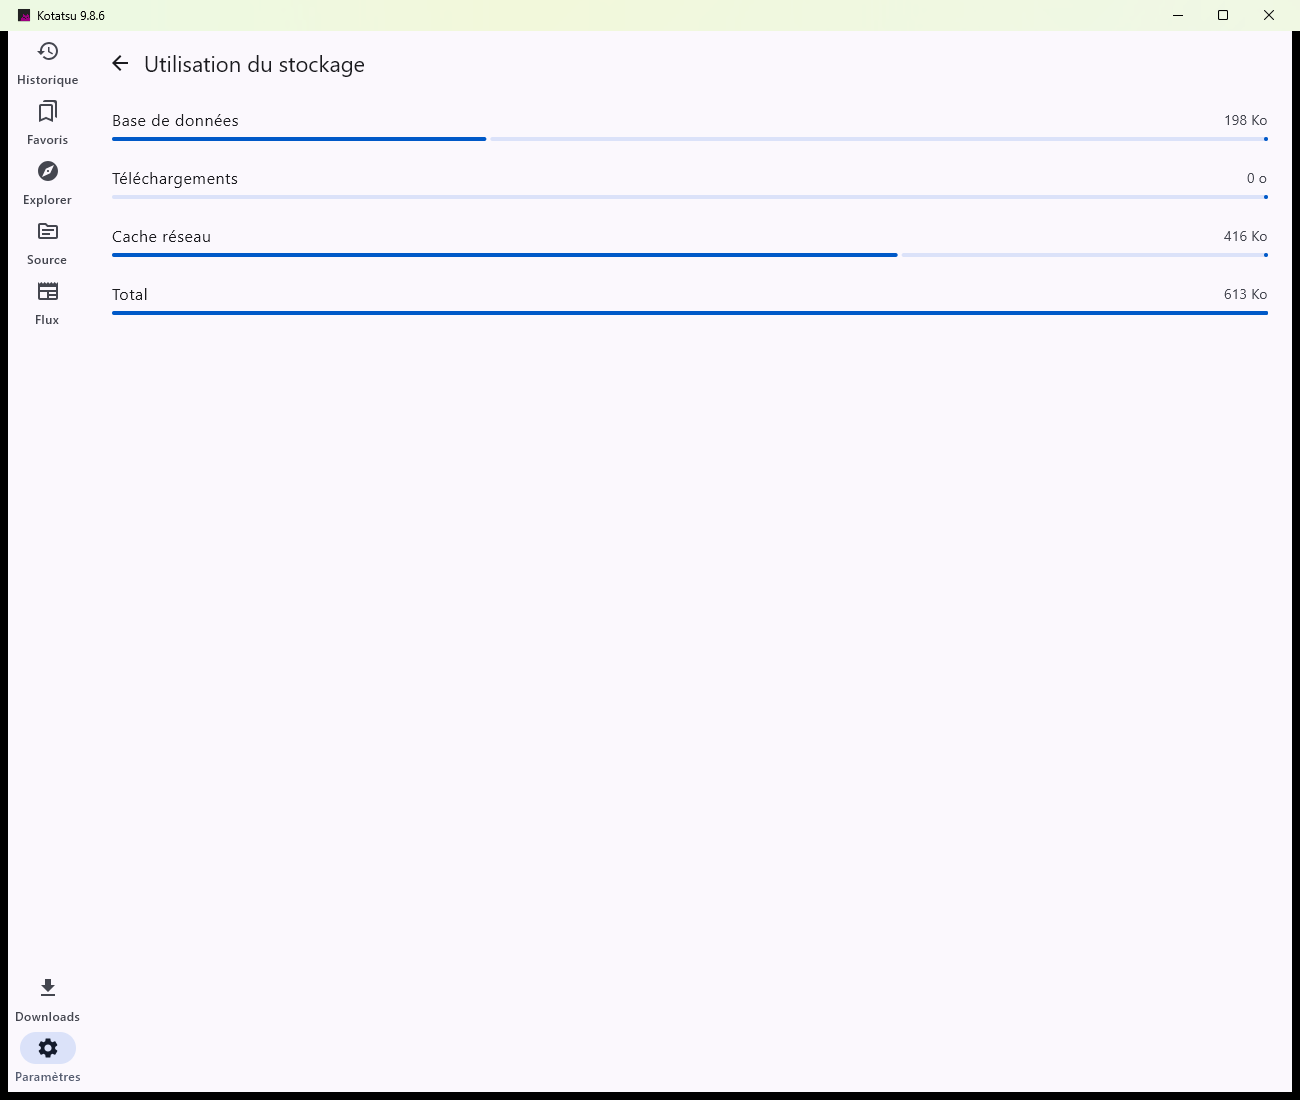 Kotatsu 9.8.6
Historique
Favoris
Explorer
Source
Flux
Downloads
Paramètres
Utilisation du stockage
Base de données 198 Ko
Téléchargements 0 o
Cache réseau 416 Ko
Total 613 Ko